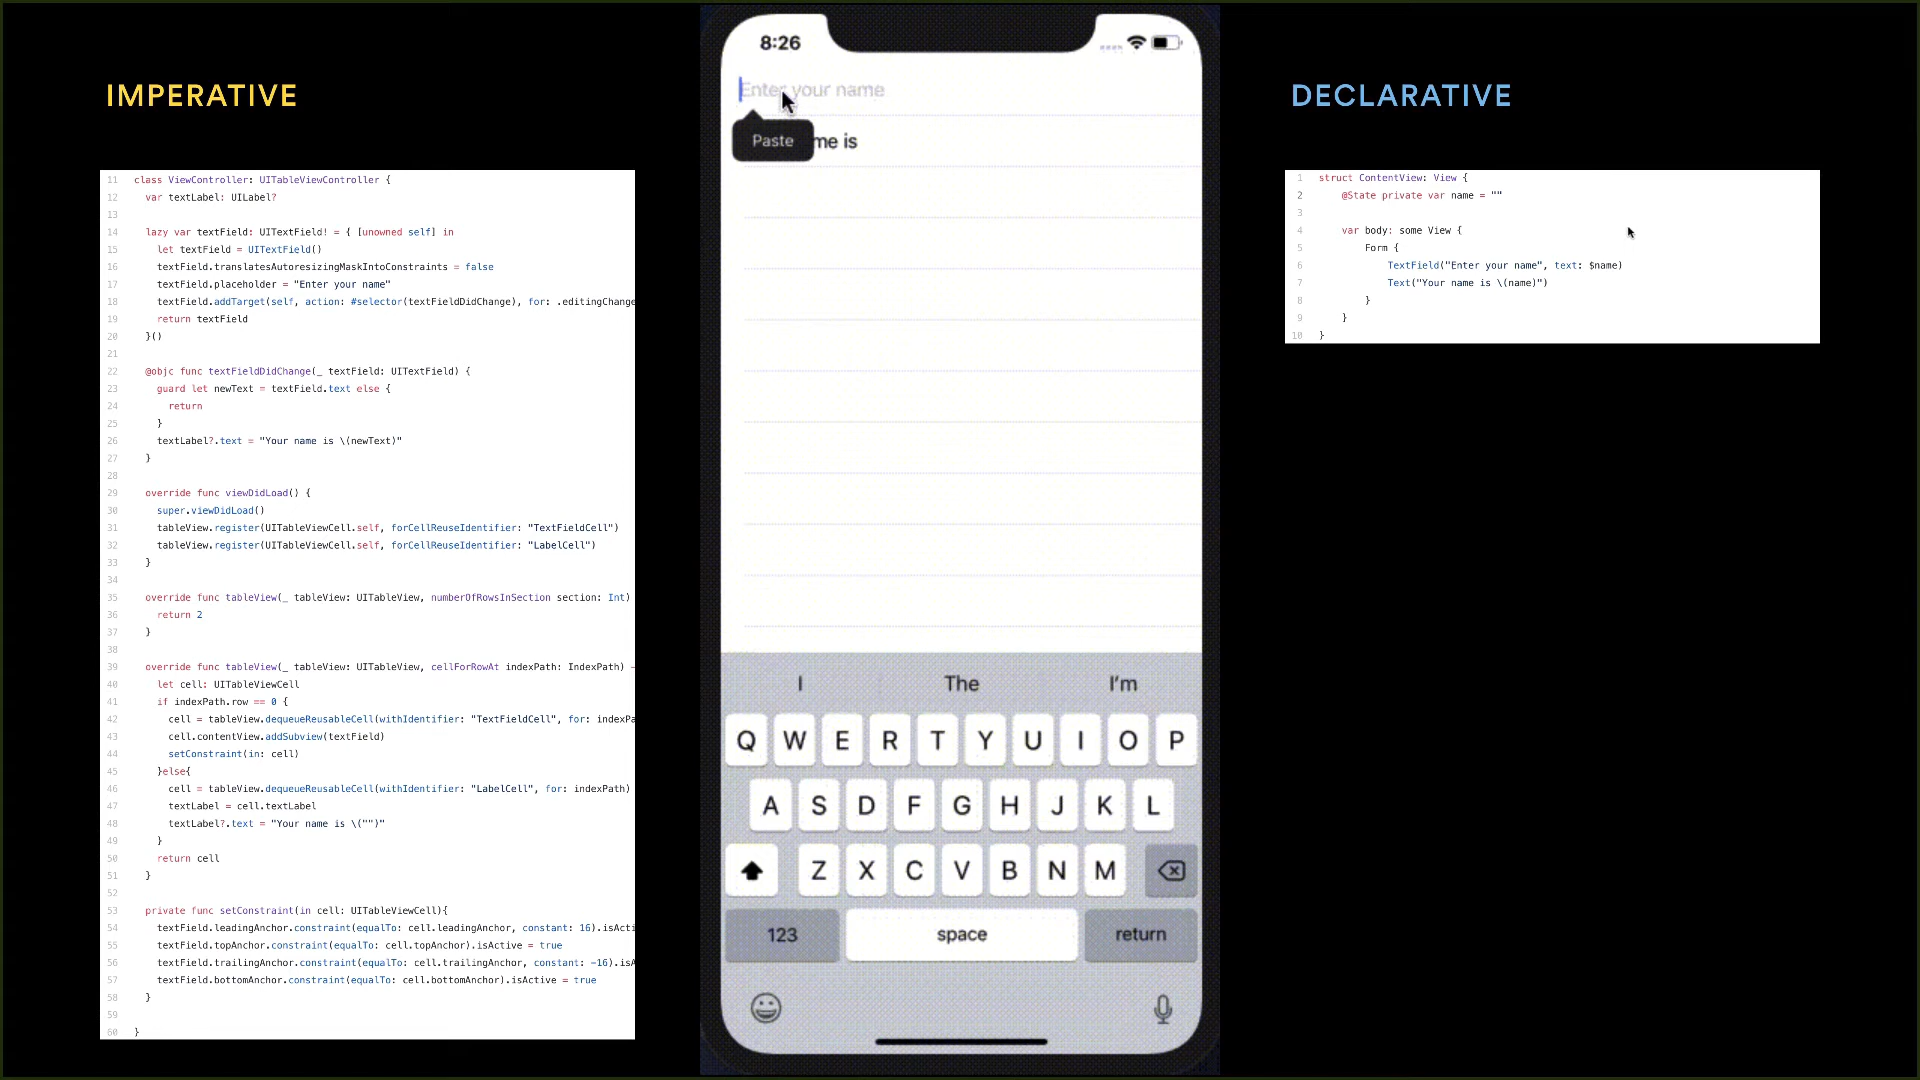 IMPERATIVE
11 class ViewController: UITableViewController {
12 var textLabel: UILabel?
13
14 lazy var textField: UITextField! = { [unowned self] in
15 let textField = UITextField()
16 textField.translatesAutoresizingMaskIntoConstraints = false
17 textField.placeholder = "Enter your name"
18 textField.addTarget(self, action: #selector(textFieldDidChange), for: .editingChange
19 return textField
20 }()
21
22 @objc func textFieldDidChange(_ textField: UITextField) {
23 guard let newText = textField.text else {
24 return
25 }
26 textLabel?.text = "Your name is \(newText)"
27 }
28
29 override func viewDidLoad() {
30 super.viewDidLoad()
31 tableView.register(UITableViewCell.self, forCellReuseIdentifier: "TextFieldCell")
32 tableView.register(UITableViewCell.self, forCellReuseIdentifier: "LabelCell")
33 }
34
35 override func tableView(_ tableView: UITableView, numberOfRowsInSection section: Int)
36 return 2
37 }
38
39 override func tableView(_ tableView: UITableView, cellForRowAt indexPath: IndexPath) -
40 let cell: UITableViewCell
41 if indexPath.row == 0 {
42 cell = tableView.dequeueReusableCell(withIdentifier: "TextFieldCell", for: indexPa
43 cell.contentView.addSubview(textField)
44 setConstraint(in: cell)
45 }else{
46 cell = tableView.dequeueReusableCell(withIdentifier: "LabelCell", for: indexPath)
47 textLabel = cell.textLabel
48 textLabel?.text = "Your name is \("")"
49 }
50 return cell
51 }
52
53 private func setConstraint(in cell: UITableViewCell){
54 textField.leadingAnchor.constraint(equalTo: cell.leadingAnchor, constant: 16).isActi
55 textField.topAnchor.constraint(equalTo: cell.topAnchor).isActive = true
56 textField.trailingAnchor.constraint(equalTo: cell.trailingAnchor, constant: -16).isA
57 textField.bottomAnchor.constraint(equalTo: cell.bottomAnchor).isActive = true
58 }
59
60 }
8:26
Enter your name
Paste me is
I The I'm
Q W E R T Y U I O P
A S D F G H J K L
Z X C V B N M
123 space return
DECLARATIVE
1 struct ContentView: View {
2 @State private var name = ""
3
4 var body: some View {
5 Form {
6 TextField("Enter your name", text: $name)
7 Text("Your name is \(name)")
8 }
9 }
10 }